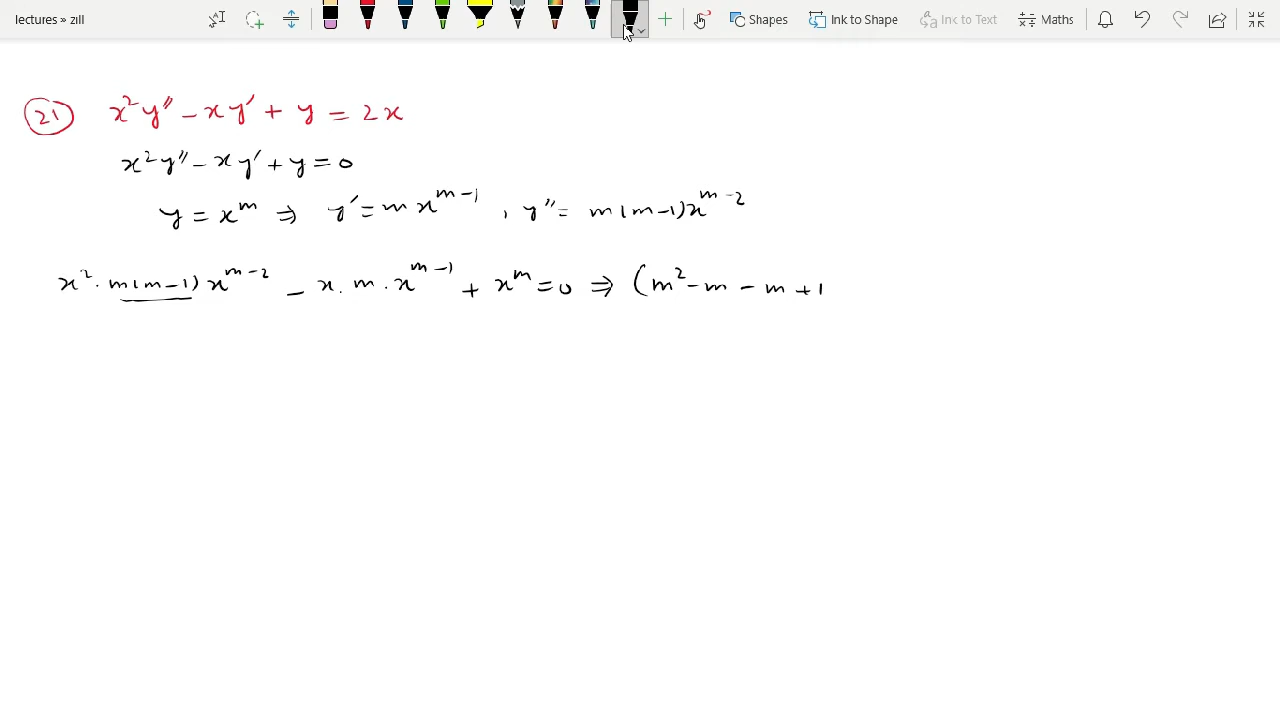 lectures » zill Shapes Ink to Shape Ink to Text Maths
21 x²y″ − xy′ + y = 2x
x²y″ − xy′ + y = 0
y = x^m ⇒ y′ = m x^{m−1} , y″ = m(m−1)x^{m−2}
x² · m(m−1) x^{m−2} − x · m · x^{m−1} + x^m = 0 ⇒ (m² − m − m + 1